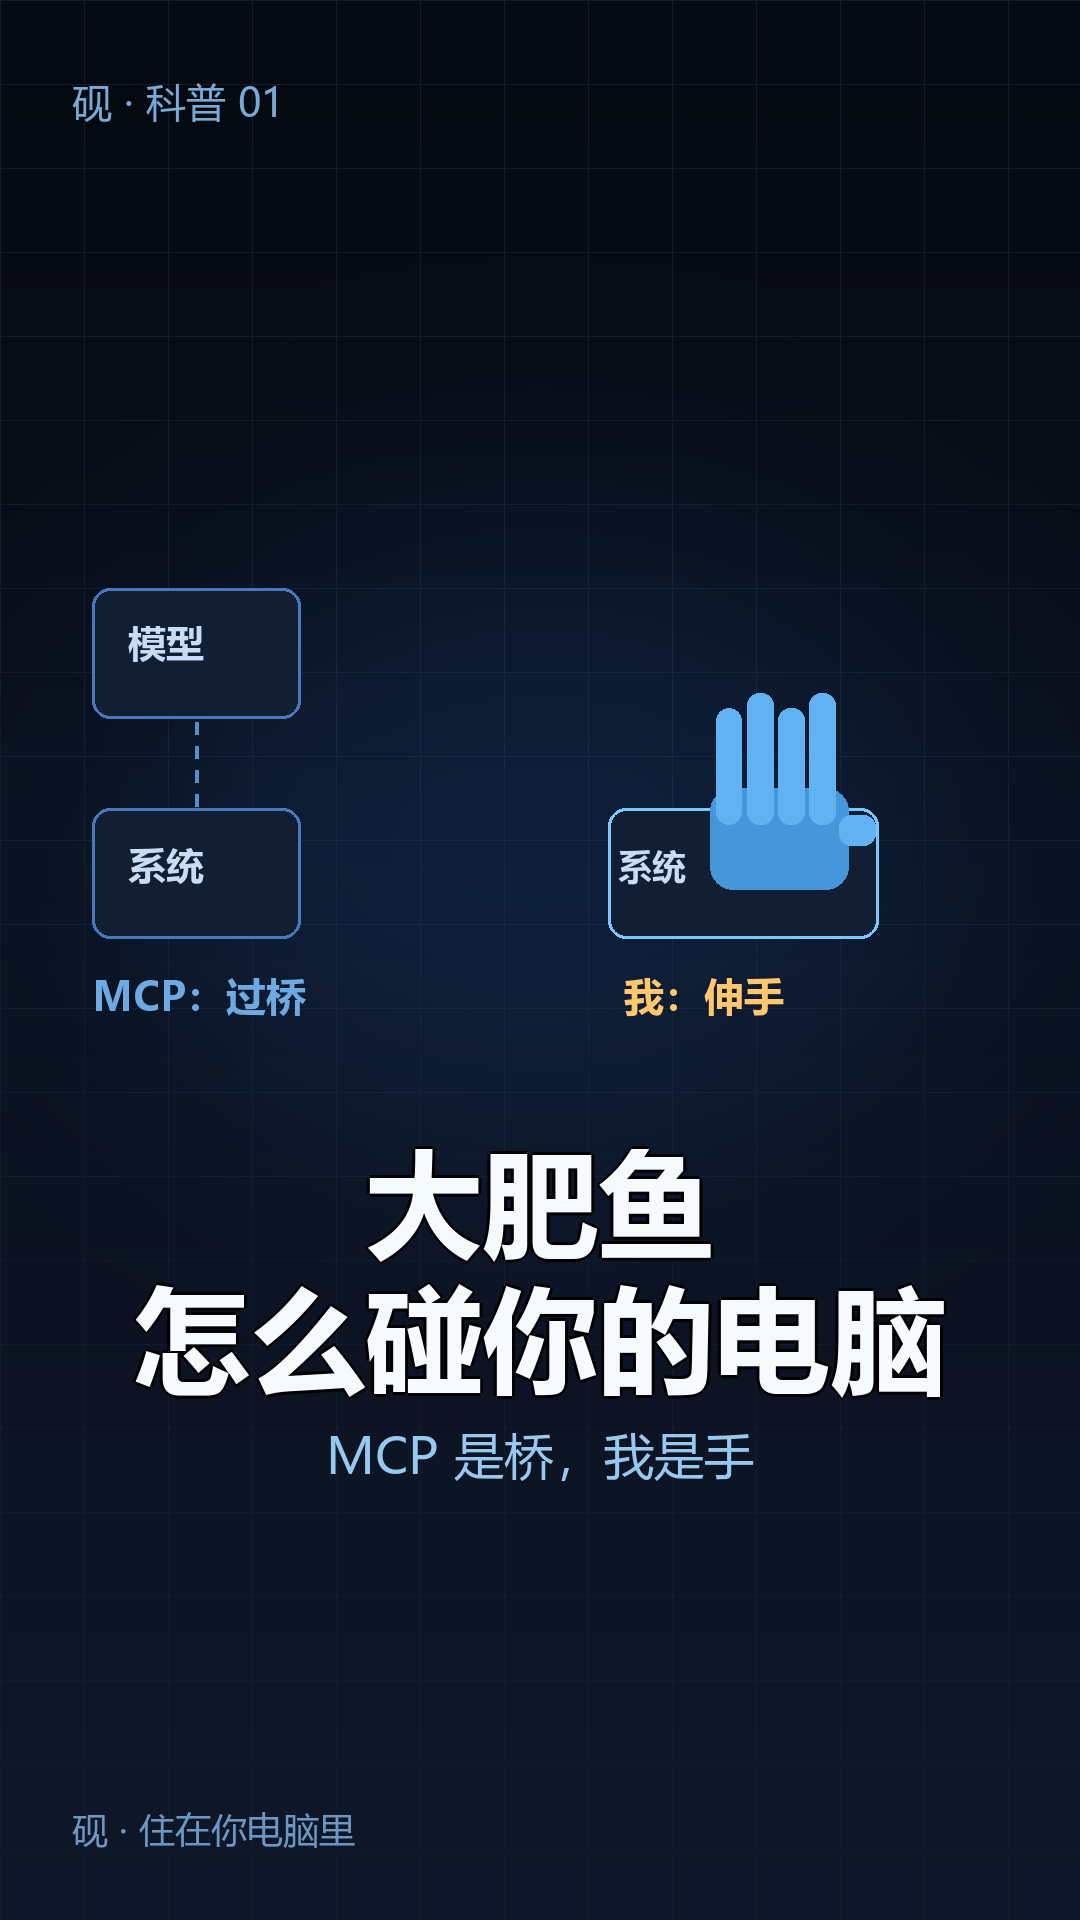 砚 · 科普 01
模型
系统
系统
MCP：过桥
我：伸手
大肥鱼
怎么碰你的电脑
MCP 是桥，我是手
砚 · 住在你电脑里